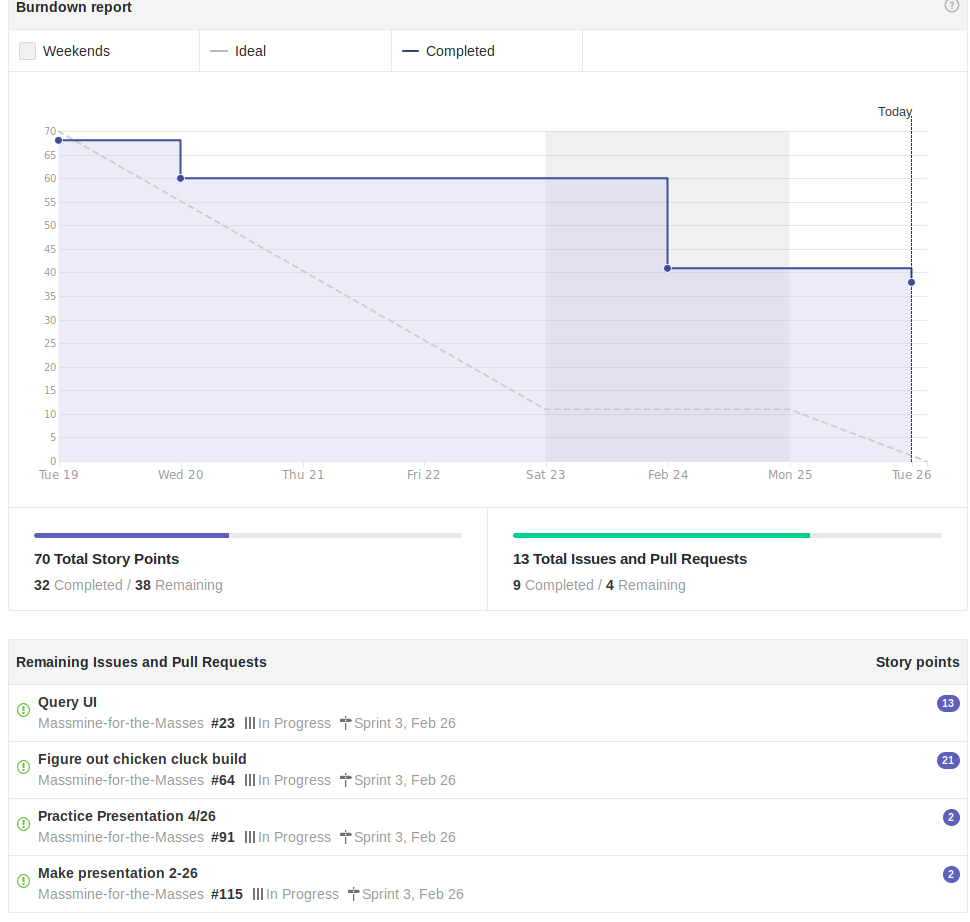 Burndown report
Weekends
Ideal
Completed
Today
70
65
60
55
50
45
40
35
30
25
20
15
10
5
0
Tue 19 Wed 20 Thu 21 Fri 22 Sat 23 Feb 24 Mon 25 Tue 26
70 Total Story Points
32 Completed / 38 Remaining
13 Total Issues and Pull Requests
9 Completed / 4 Remaining
Remaining Issues and Pull Requests Story points
Query UI 13
Massmine-for-the-Masses #23 In Progress Sprint 3, Feb 26
Figure out chicken cluck build 21
Massmine-for-the-Masses #64 In Progress Sprint 3, Feb 26
Practice Presentation 4/26 2
Massmine-for-the-Masses #91 In Progress Sprint 3, Feb 26
Make presentation 2-26 2
Massmine-for-the-Masses #115 In Progress Sprint 3, Feb 26